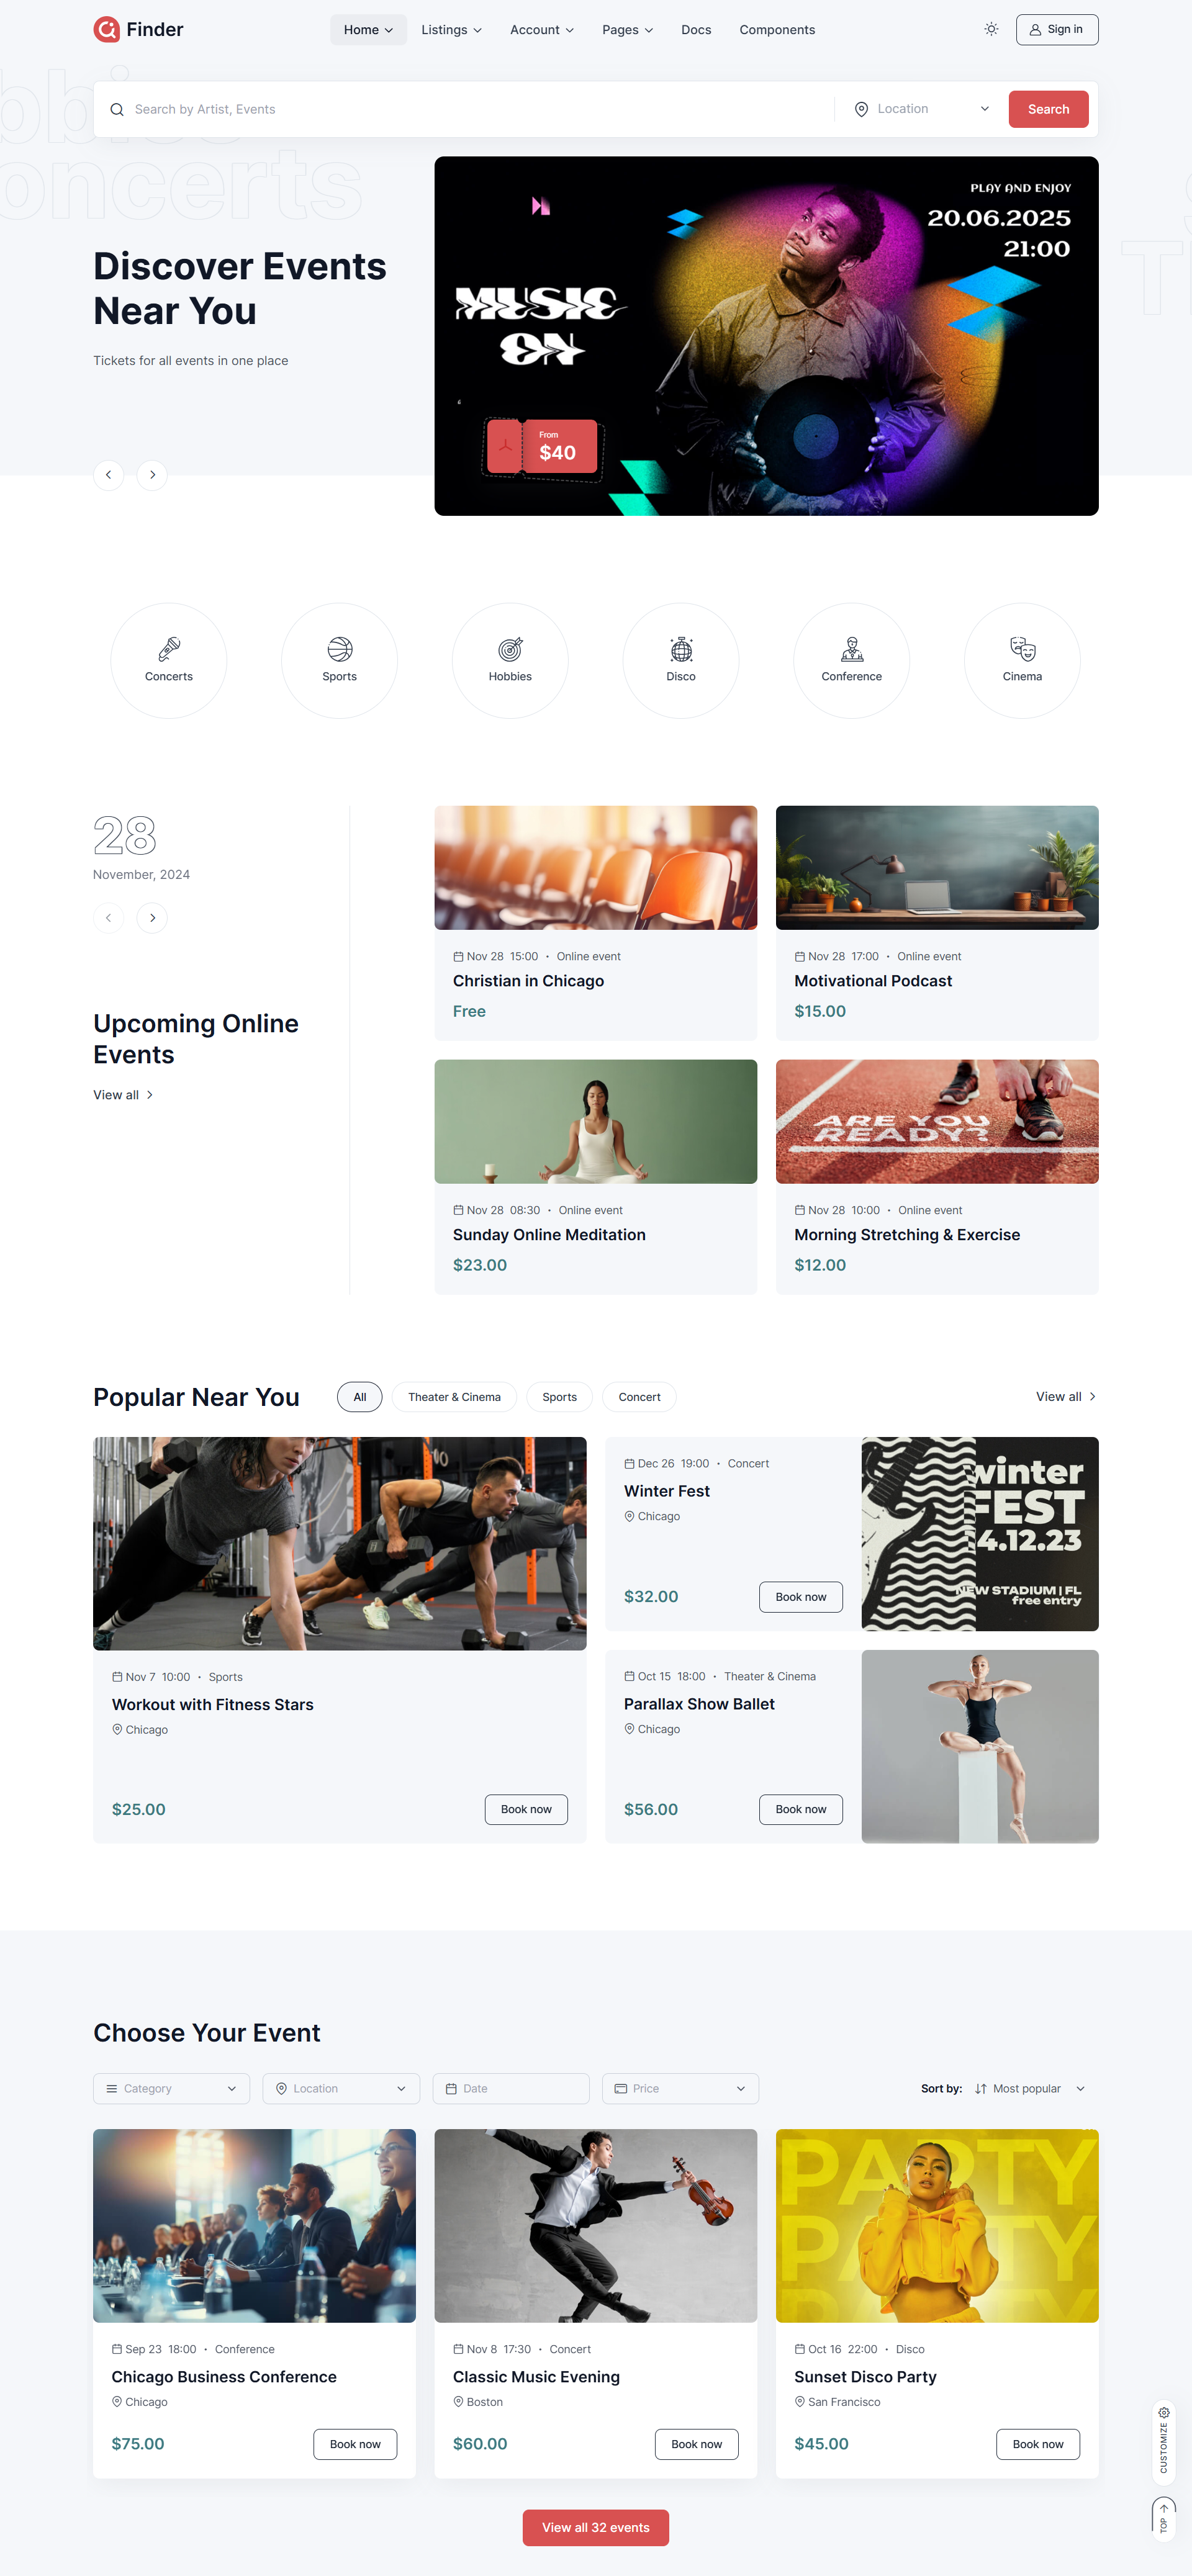 Finder
Home
Listings
Account
Pages
Docs
Components
Sign in
Search by Artist, Events
Location
Search
oncerts
Discover Events
Near You
Tickets for all events in one place
PLAY AND ENJOY
20.06.2025
21:00
MUSIC
ON
From
$40
Concerts
Sports
Hobbies
Disco
Conference
Cinema
28
November, 2024
Upcoming Online
Events
View all
Nov 28 15:00 • Online event
Christian in Chicago
Free
Nov 28 17:00 • Online event
Motivational Podcast
$15.00
Nov 28 08:30 • Online event
Sunday Online Meditation
$23.00
ARE YOU
READY?
Nov 28 10:00 • Online event
Morning Stretching & Exercise
$12.00
Popular Near You
All
Theater & Cinema
Sports
Concert
View all
Nov 7 10:00 • Sports
Workout with Fitness Stars
Chicago
$25.00
Book now
Dec 26 19:00 • Concert
Winter Fest
Chicago
$32.00
Book now
winter
FEST
4.12.23
NEW STADIUM | FL
free entry
Oct 15 18:00 • Theater & Cinema
Parallax Show Ballet
Chicago
$56.00
Book now
Choose Your Event
Category
Location
Date
Price
Sort by:
Most popular
PARTY
Sep 23 18:00 • Conference
Chicago Business Conference
Chicago
$75.00
Book now
Nov 8 17:30 • Concert
Classic Music Evening
Boston
$60.00
Book now
Oct 16 22:00 • Disco
Sunset Disco Party
San Francisco
$45.00
Book now
CUSTOMIZE
TOP
View all 32 events